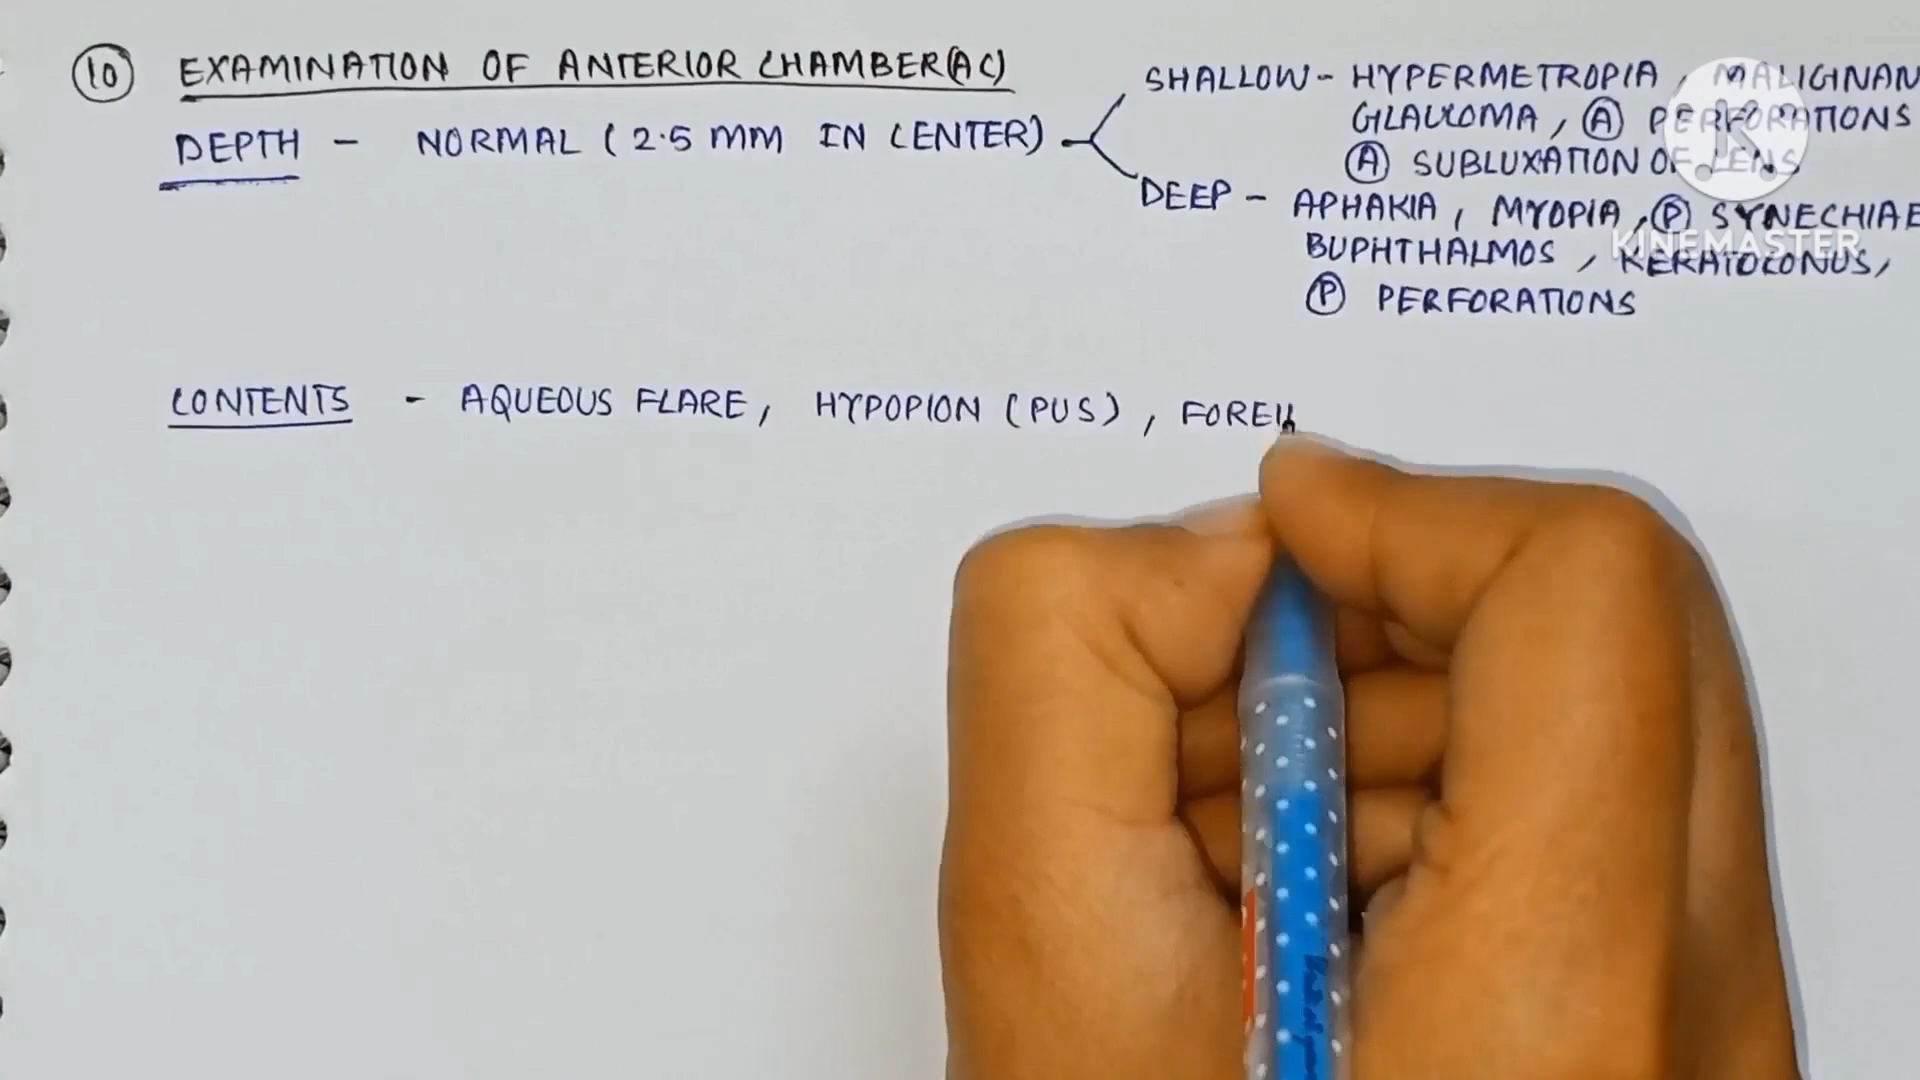 10 EXAMINATION OF ANTERIOR CHAMBER(AC)
DEPTH - NORMAL (2.5 MM IN CENTER)
SHALLOW - HYPERMETROPIA, MALIGINAN
GLAUCOMA, A PERFORATIONS
A SUBLUXATION OF LENS
DEEP - APHAKIA, MYOPIA, P SYNECHIAE
BUPHTHALMOS, KERATOCONUS,
P PERFORATIONS
KINEMASTER
CONTENTS - AQUEOUS FLARE, HYPOPION (PUS), FOREI